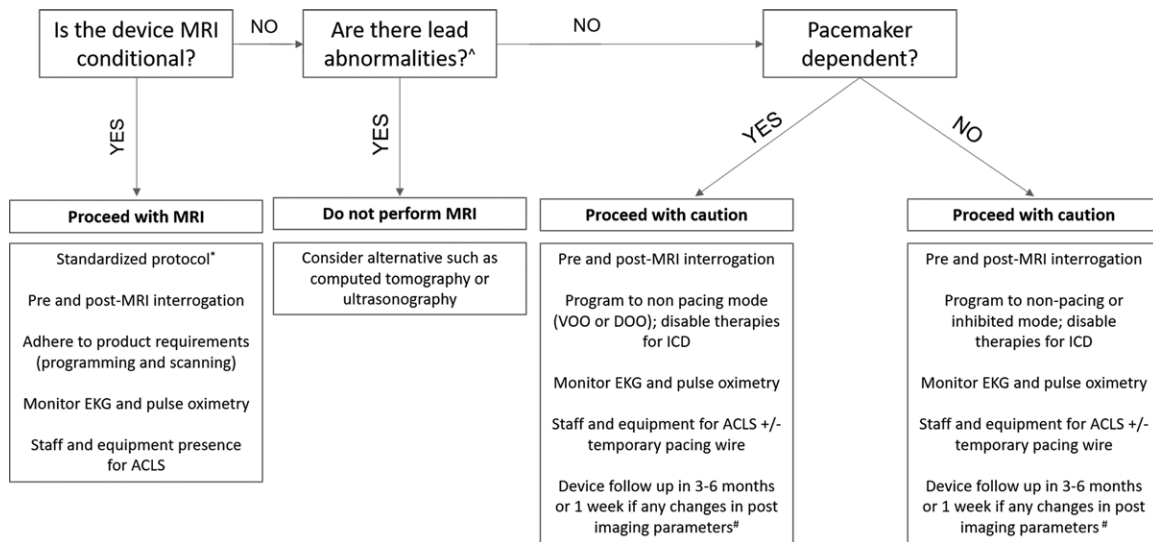 Is the device MRI
conditional?
NO
Are there lead
abnormalities?^
NO
Pacemaker
dependent?
YES
YES
YES
NO
Proceed with MRI
Standardized protocol*
Pre and post-MRI interrogation
Adhere to product requirements
(programming and scanning)
Monitor EKG and pulse oximetry
Staff and equipment presence
for ACLS
Do not perform MRI
Consider alternative such as
computed tomography or
ultrasonography
Proceed with caution
Pre and post-MRI interrogation
Program to non pacing mode
(VOO or DOO); disable therapies
for ICD
Monitor EKG and pulse oximetry
Staff and equipment for ACLS +/-
temporary pacing wire
Device follow up in 3-6 months
or 1 week if any changes in post
imaging parameters#
Proceed with caution
Pre and post-MRI interrogation
Program to non-pacing or
inhibited mode; disable
therapies for ICD
Monitor EKG and pulse oximetry
Staff and equipment for ACLS +/-
temporary pacing wire
Device follow up in 3-6 months
or 1 week if any changes in post
imaging parameters #